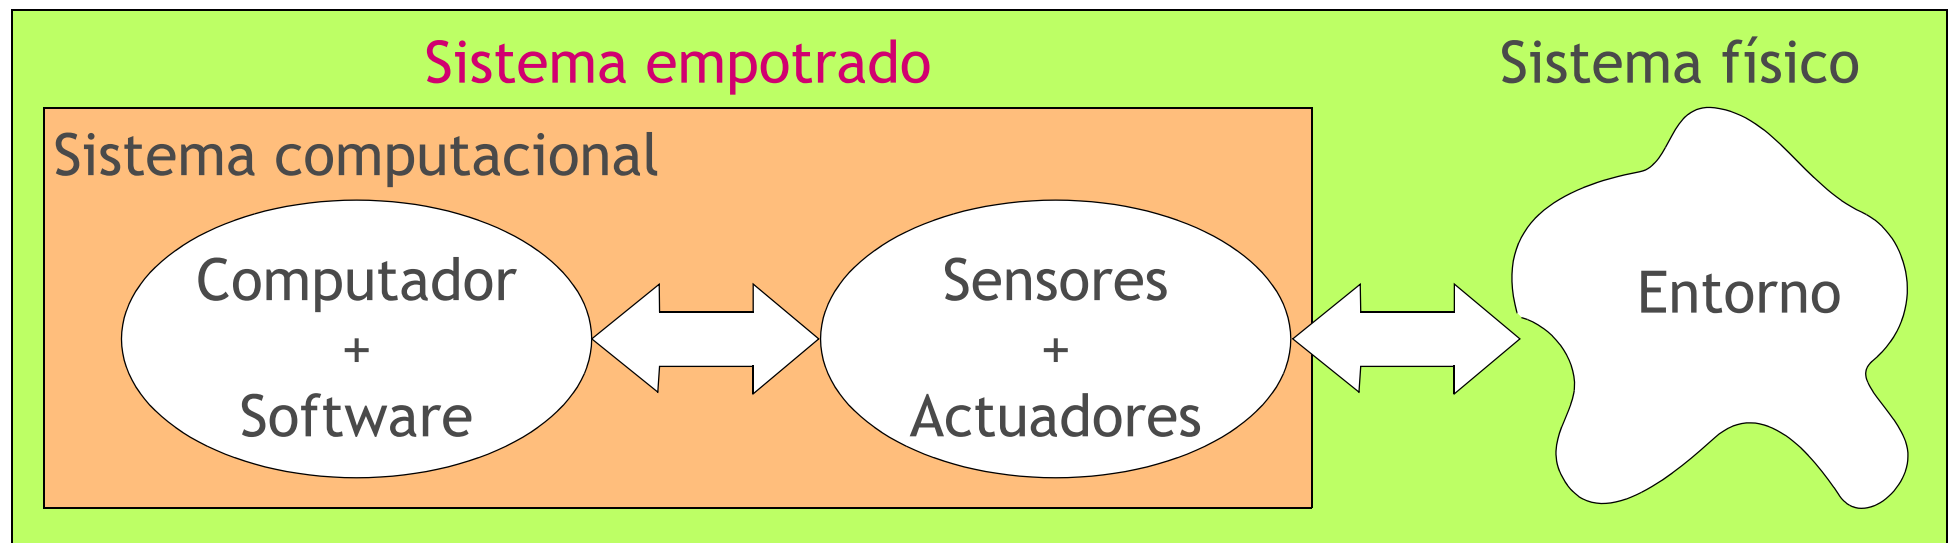 Sistema empotrado
Sistema físico
Sistema computacional
Computador
+
Software
Sensores
+
Actuadores
Entorno